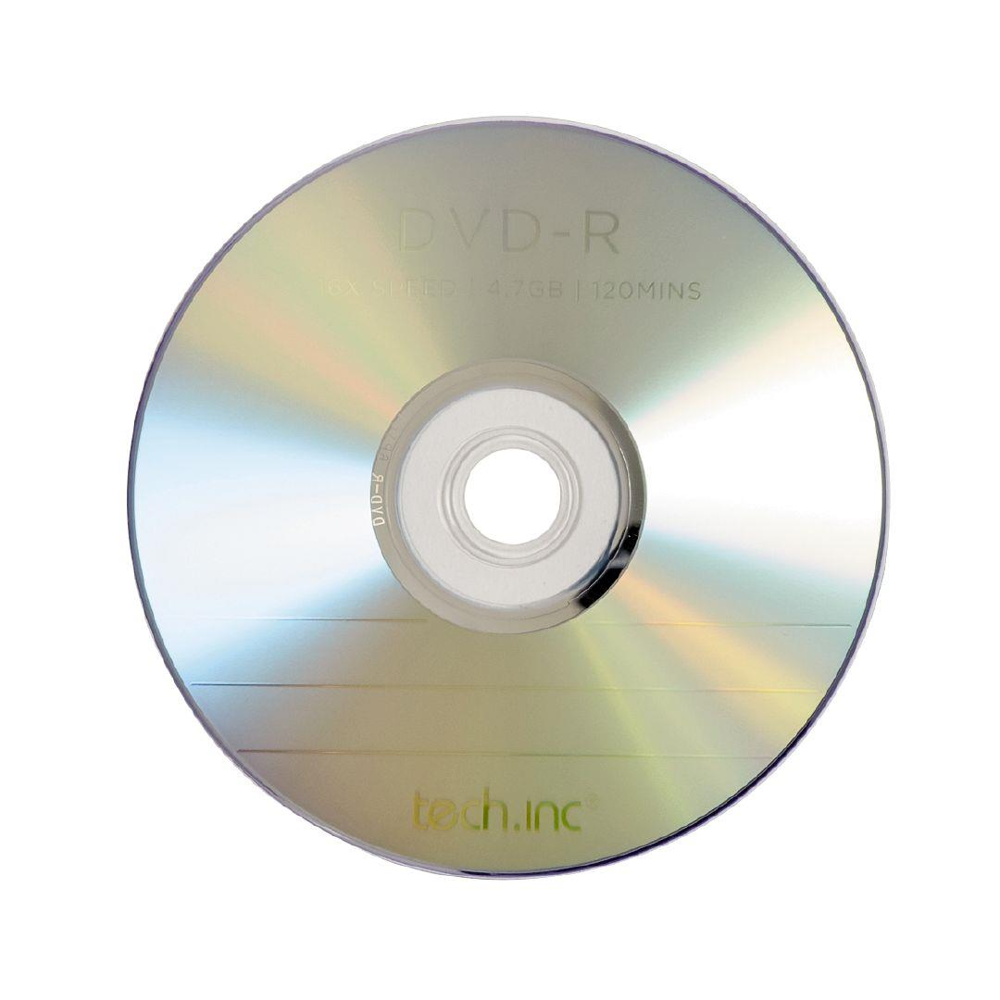 DVD-R
16X SPEED | 4.7GB | 120MINS
DVD-R
tech.inc®